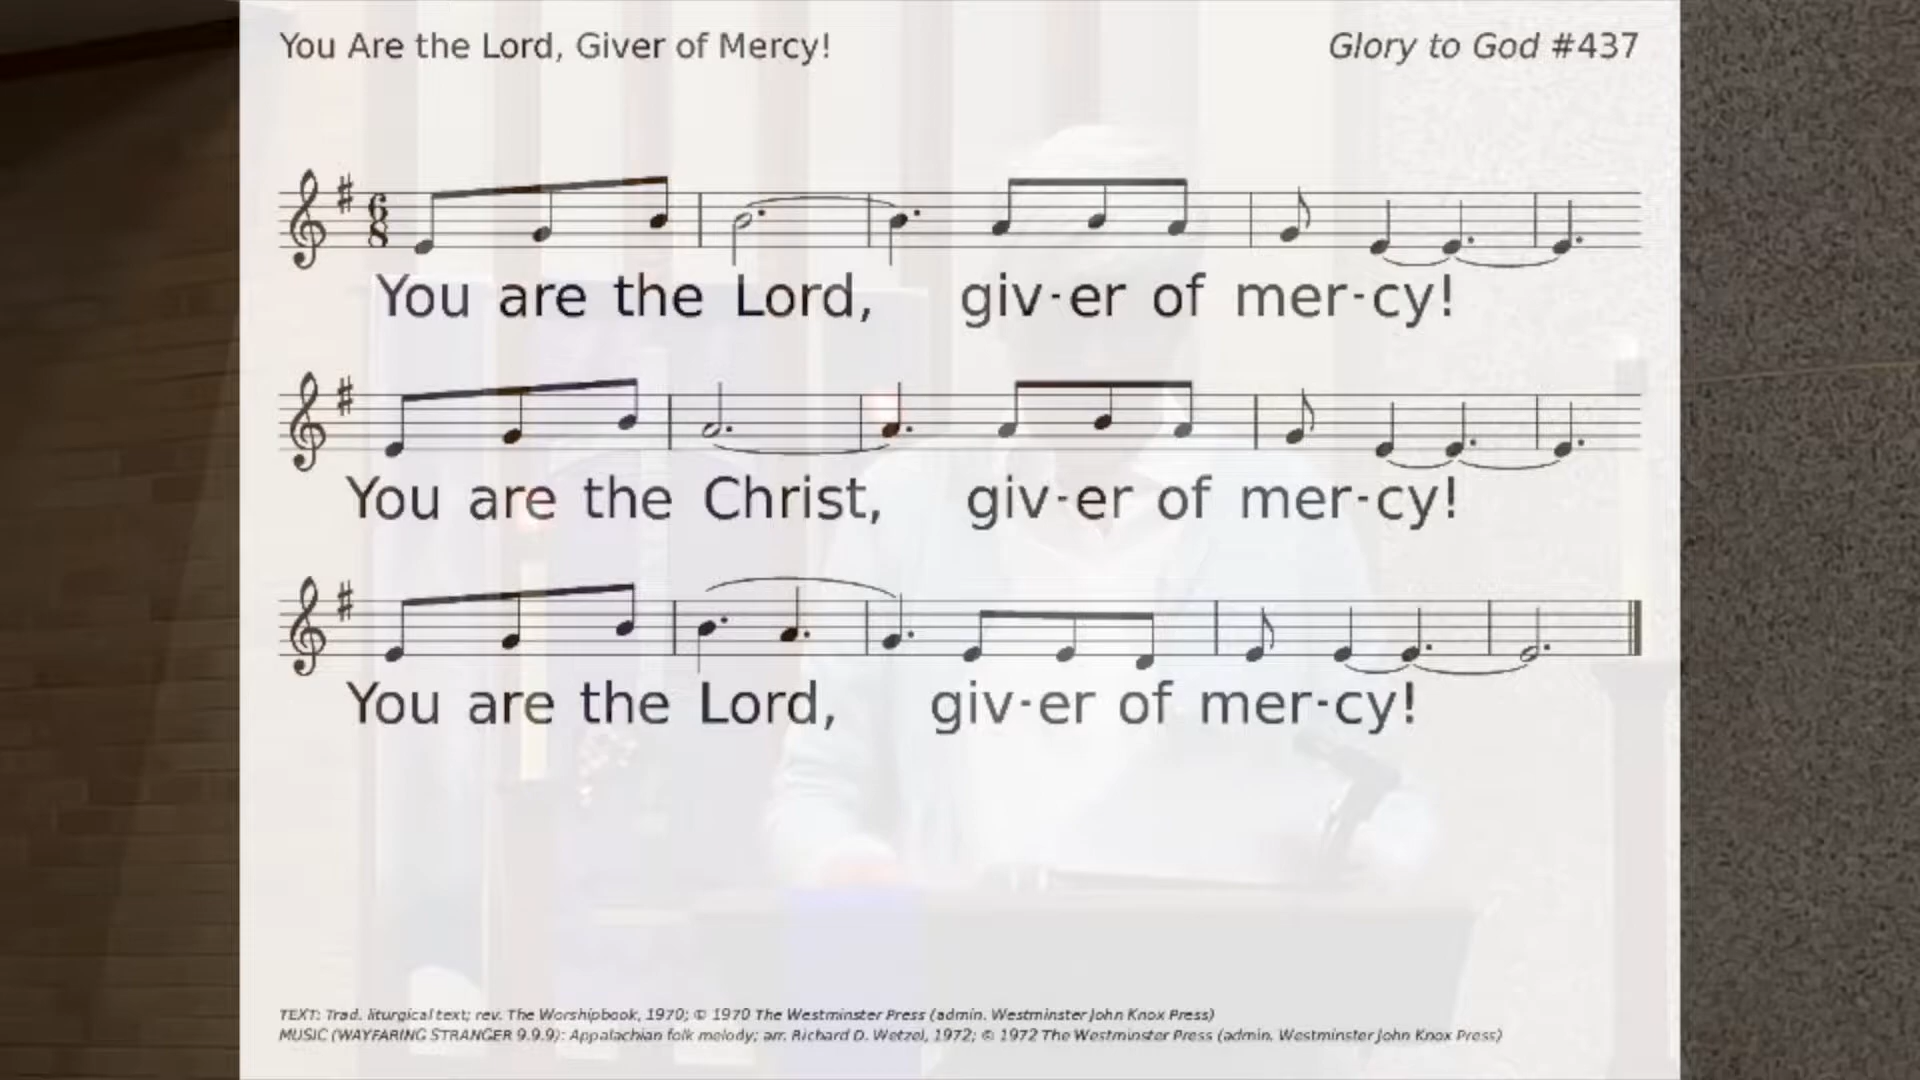 You Are the Lord, Giver of Mercy!
Glory to God #437
6
8
You are the Lord, giv-er of mer-cy!
You are the Christ, giv-er of mer-cy!
You are the Lord, giv-er of mer-cy!
TEXT: Trad. liturgical text; rev. The Worshipbook, 1970; © 1970 The Westminster Press (admin. Westminster John Knox Press)
MUSIC (WAYFARING STRANGER 9.9.9): Appalachian folk melody; arr. Richard D. Wetzel, 1972; © 1972 The Westminster Press (admin. Westminster John Knox Press)